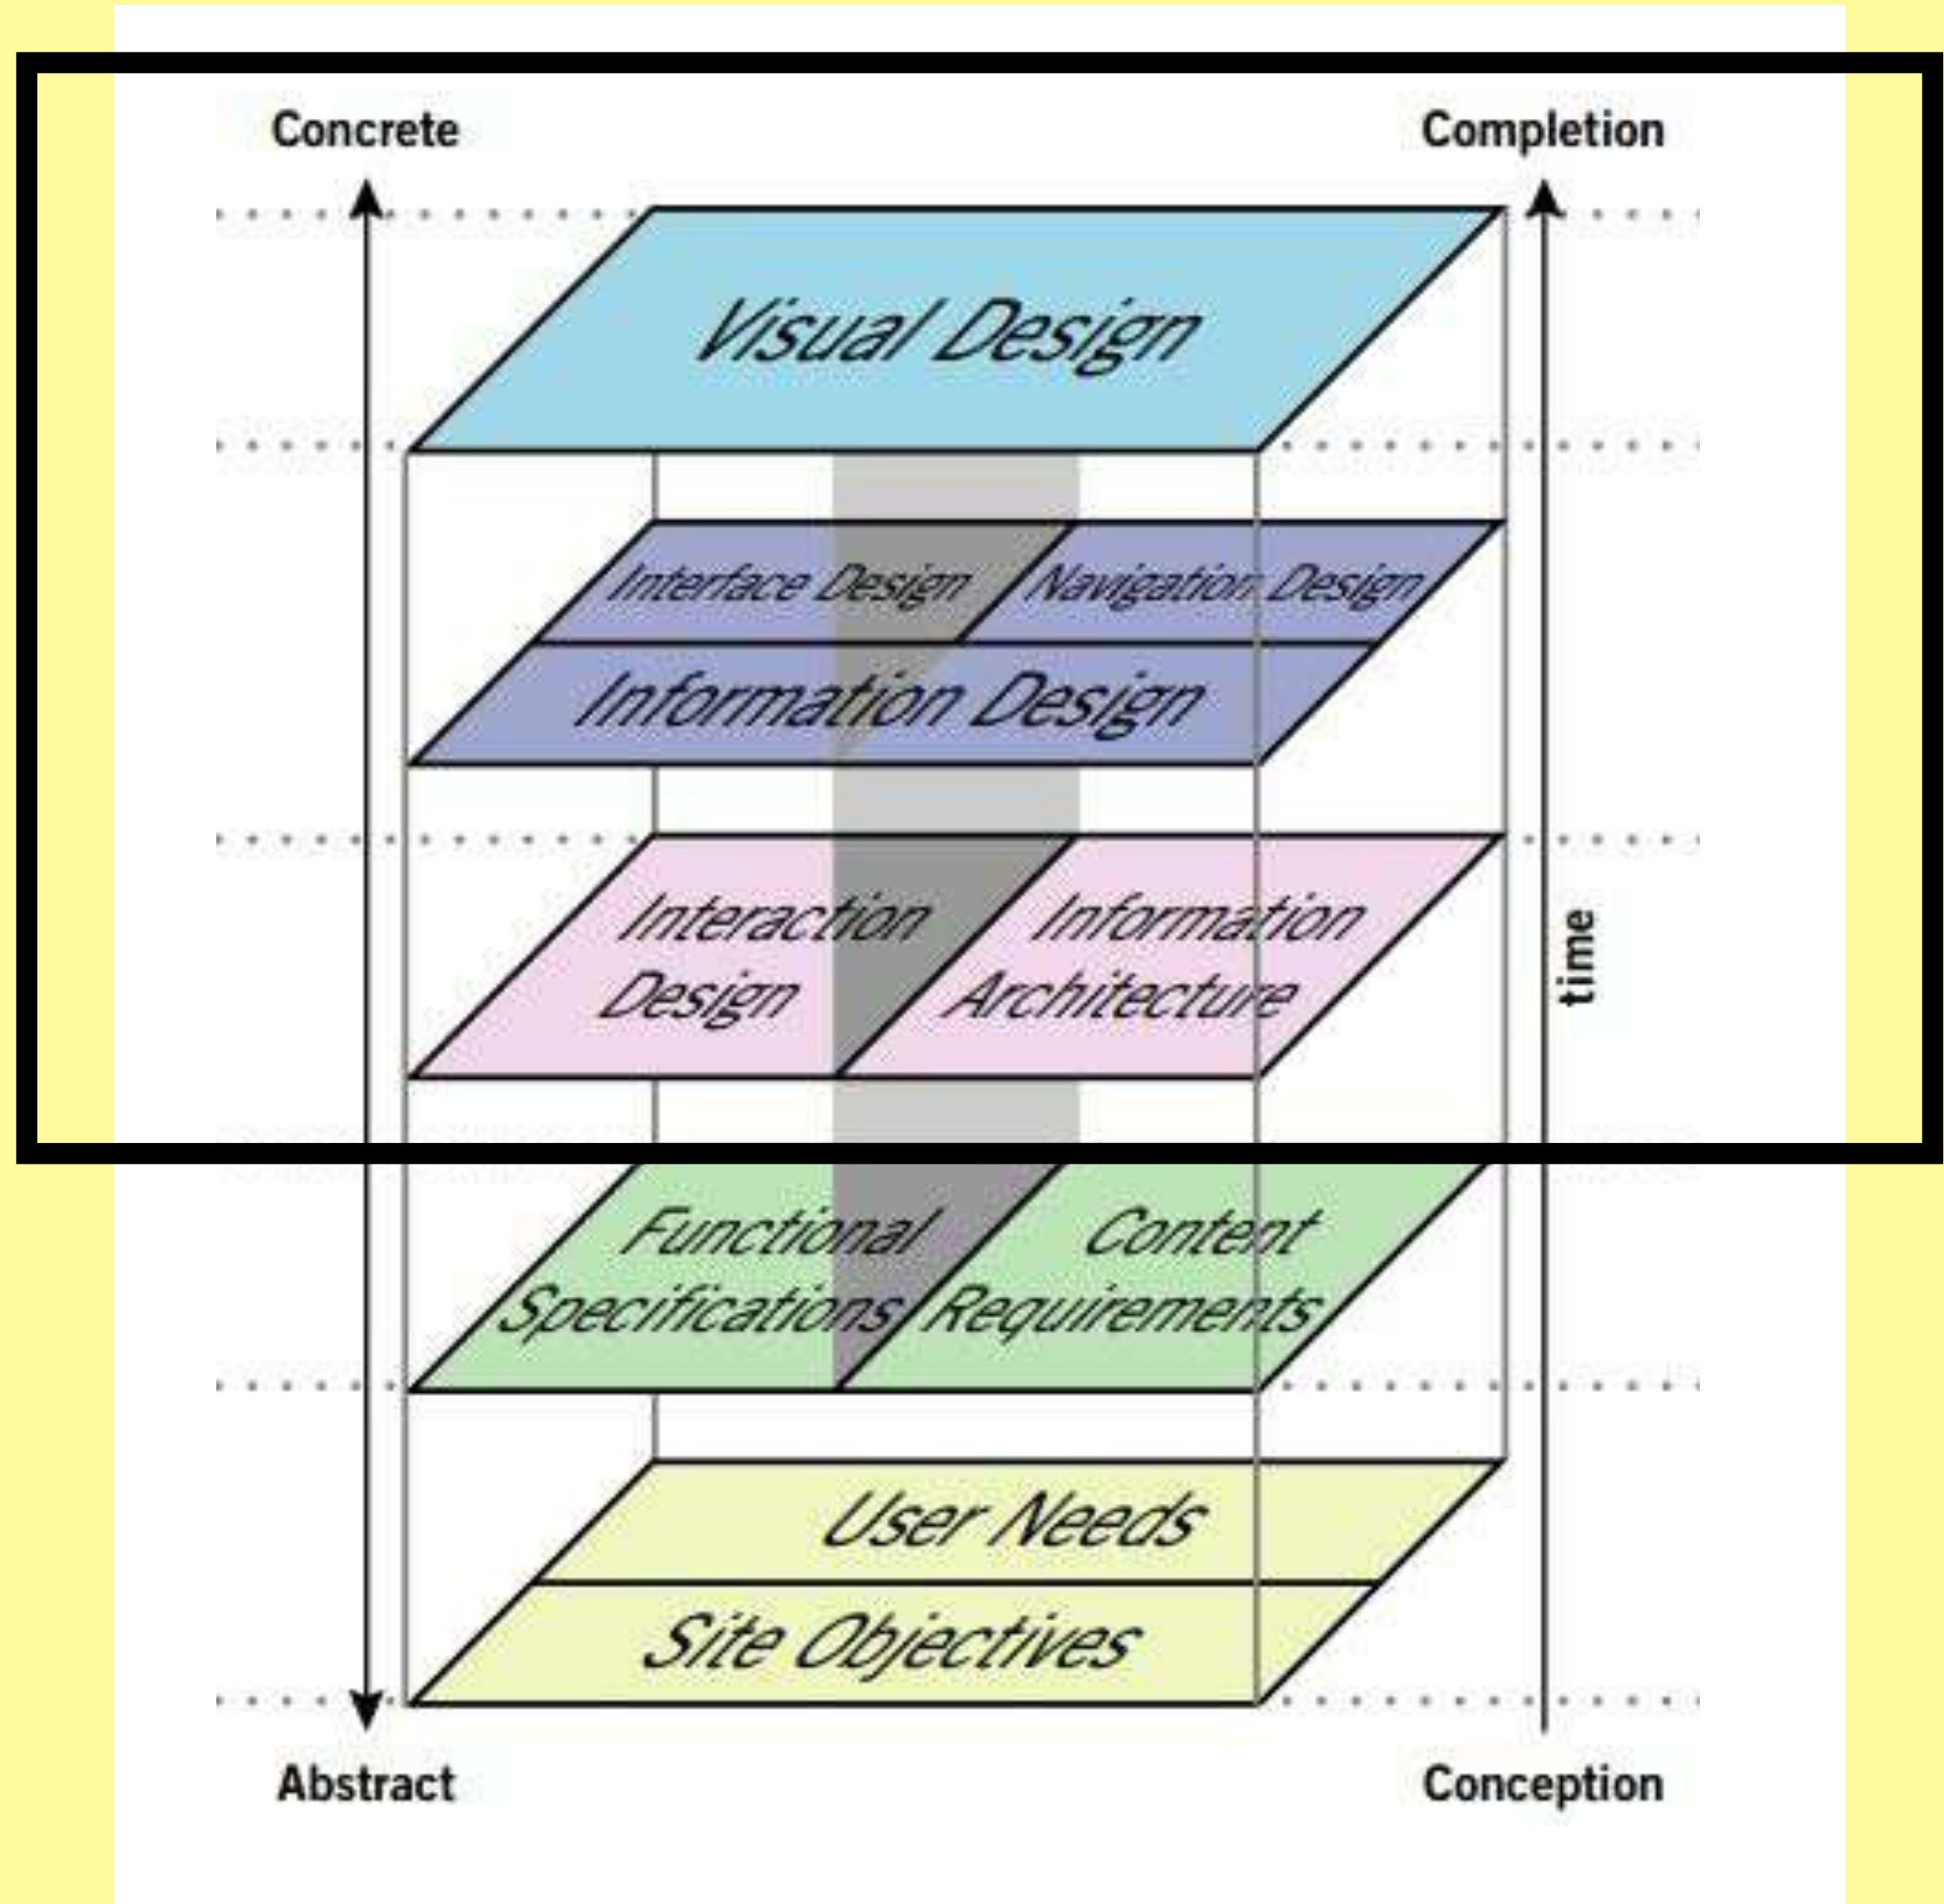 Concrete
Completion
Visual Design
Interface Design
Navigation Design
Information Design
Interaction
Design
Information
Architecture
time
Functional
Specifications
Content
Requirements
User Needs
Site Objectives
Abstract
Conception